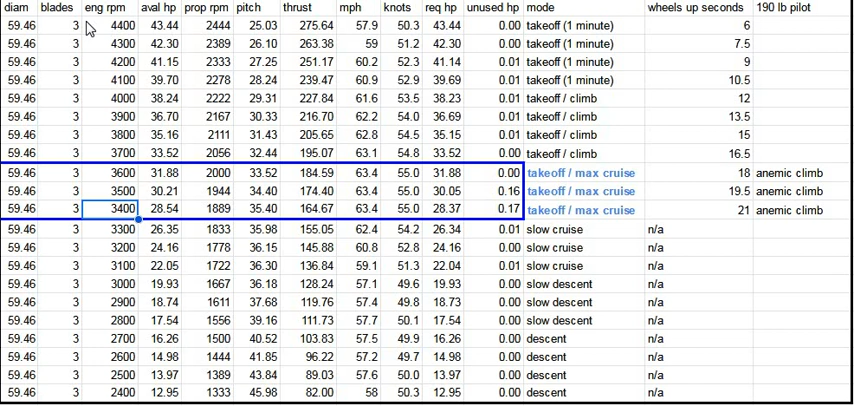 diam blades eng rpm aval hp prop rpm pitch thrust mph knots req hp unused hp mode wheels up seconds 190 lb pilot
59.46 3 4400 43.44 2444 25.03 275.64 57.9 50.3 43.44 0.00 takeoff (1 minute) 6
59.46 3 4300 42.30 2389 26.10 263.38 59 51.2 42.30 0.00 takeoff (1 minute) 7.5
59.46 3 4200 41.15 2333 27.25 251.17 60.2 52.3 41.14 0.01 takeoff (1 minute) 9
59.46 3 4100 39.70 2278 28.24 239.47 60.9 52.9 39.69 0.01 takeoff (1 minute) 10.5
59.46 3 4000 38.24 2222 29.31 227.84 61.6 53.5 38.23 0.01 takeoff / climb 12
59.46 3 3900 36.70 2167 30.33 216.70 62.2 54.0 36.69 0.01 takeoff / climb 13.5
59.46 3 3800 35.16 2111 31.43 205.65 62.8 54.5 35.15 0.01 takeoff / climb 15
59.46 3 3700 33.52 2056 32.44 195.07 63.1 54.8 33.52 0.00 takeoff / climb 16.5
59.46 3 3600 31.88 2000 33.52 184.59 63.4 55.0 31.88 0.00 takeoff / max cruise 18 anemic climb
59.46 3 3500 30.21 1944 34.40 174.40 63.4 55.0 30.05 0.16 takeoff / max cruise 19.5 anemic climb
59.46 3 3400 28.54 1889 35.40 164.67 63.4 55.0 28.37 0.17 takeoff / max cruise 21 anemic climb
59.46 3 3300 26.35 1833 35.98 155.05 62.4 54.2 26.34 0.01 slow cruise n/a
59.46 3 3200 24.16 1778 36.15 145.88 60.8 52.8 24.16 0.00 slow cruise n/a
59.46 3 3100 22.05 1722 36.30 136.84 59.1 51.3 22.04 0.01 slow cruise n/a
59.46 3 3000 19.93 1667 36.18 128.24 57.1 49.6 19.93 0.00 slow descent n/a
59.46 3 2900 18.74 1611 37.68 119.76 57.4 49.8 18.73 0.00 slow descent n/a
59.46 3 2800 17.54 1556 39.16 111.73 57.7 50.1 17.54 0.00 slow descent n/a
59.46 3 2700 16.26 1500 40.52 103.83 57.5 49.9 16.26 0.00 descent n/a
59.46 3 2600 14.98 1444 41.85 96.22 57.2 49.7 14.98 0.00 descent n/a
59.46 3 2500 13.97 1389 43.84 89.03 57.6 50.0 13.97 0.00 descent n/a
59.46 3 2400 12.95 1333 45.98 82.00 58 50.3 12.95 0.00 descent n/a